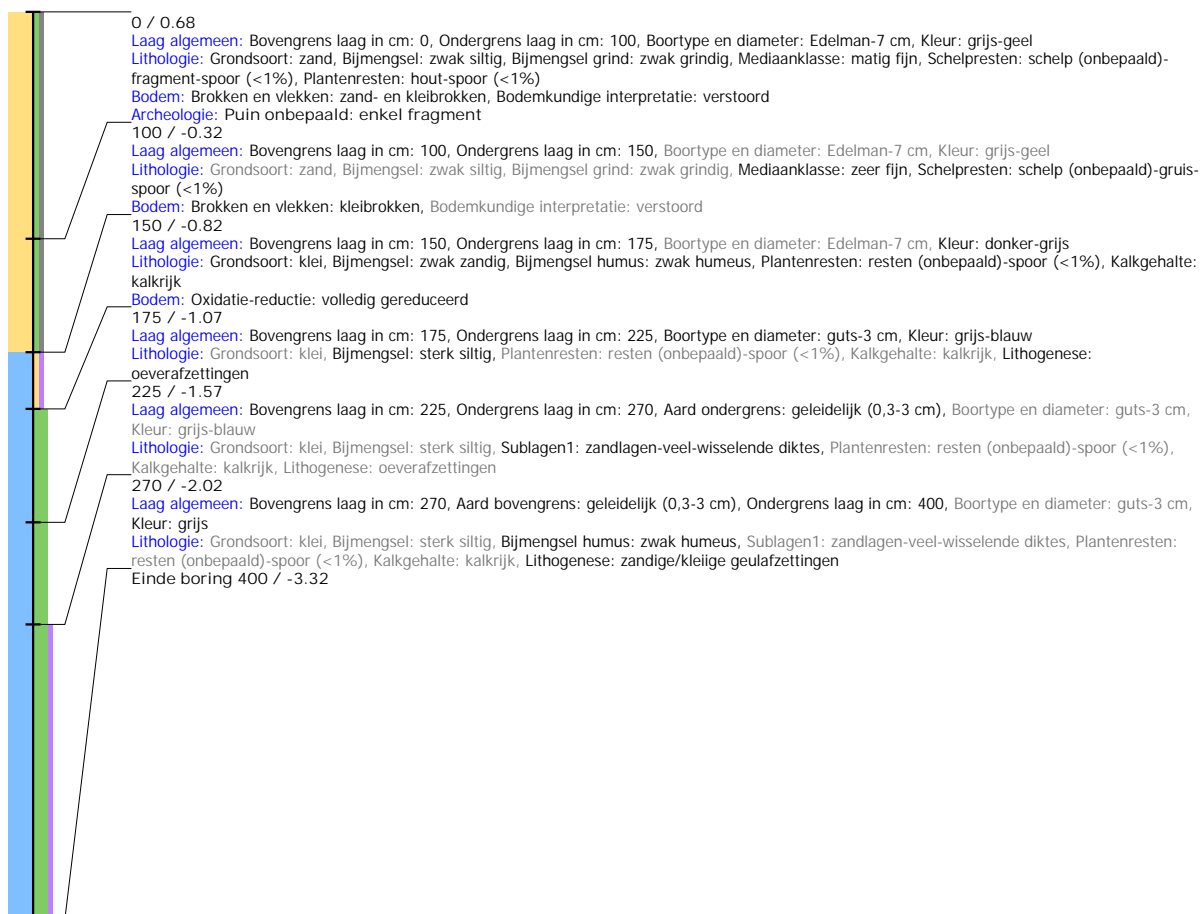 0 / 0.68
Laag algemeen: Bovengrens laag in cm: 0, Ondergrens laag in cm: 100, Boortype en diameter: Edelman-7 cm, Kleur: grijs-geel
Lithologie: Grondsoort: zand, Bijmengsel: zwak siltig, Bijmengsel grind: zwak grindig, Mediaanklasse: matig fijn, Schelpresten: schelp (onbepaald)-
fragment-spoor (<1%), Plantenresten: hout-spoor (<1%)
Bodem: Brokken en vlekken: zand- en kleibrokken, Bodemkundige interpretatie: verstoord
Archeologie: Puin onbepaald: enkel fragment
100 / -0.32
Laag algemeen: Bovengrens laag in cm: 100, Ondergrens laag in cm: 150, Boortype en diameter: Edelman-7 cm, Kleur: grijs-geel
Lithologie: Grondsoort: zand, Bijmengsel: zwak siltig, Bijmengsel grind: zwak grindig, Mediaanklasse: zeer fijn, Schelpresten: schelp (onbepaald)-gruis-
spoor (<1%)
Bodem: Brokken en vlekken: kleibrokken, Bodemkundige interpretatie: verstoord
150 / -0.82
Laag algemeen: Bovengrens laag in cm: 150, Ondergrens laag in cm: 175, Boortype en diameter: Edelman-7 cm, Kleur: donker-grijs
Lithologie: Grondsoort: klei, Bijmengsel: zwak zandig, Bijmengsel humus: zwak humeus, Plantenresten: resten (onbepaald)-spoor (<1%), Kalkgehalte:
kalkrijk
Bodem: Oxidatie-reductie: volledig gereduceerd
175 / -1.07
Laag algemeen: Bovengrens laag in cm: 175, Ondergrens laag in cm: 225, Boortype en diameter: guts-3 cm, Kleur: grijs-blauw
Lithologie: Grondsoort: klei, Bijmengsel: sterk siltig, Plantenresten: resten (onbepaald)-spoor (<1%), Kalkgehalte: kalkrijk, Lithogenese:
oeverafzettingen
225 / -1.57
Laag algemeen: Bovengrens laag in cm: 225, Ondergrens laag in cm: 270, Aard ondergrens: geleidelijk (0,3-3 cm), Boortype en diameter: guts-3 cm,
Kleur: grijs-blauw
Lithologie: Grondsoort: klei, Bijmengsel: sterk siltig, Sublagen1: zandlagen-veel-wisselende diktes, Plantenresten: resten (onbepaald)-spoor (<1%),
Kalkgehalte: kalkrijk, Lithogenese: oeverafzettingen
270 / -2.02
Laag algemeen: Bovengrens laag in cm: 270, Aard bovengrens: geleidelijk (0,3-3 cm), Ondergrens laag in cm: 400, Boortype en diameter: guts-3 cm,
Kleur: grijs
Lithologie: Grondsoort: klei, Bijmengsel: sterk siltig, Bijmengsel humus: zwak humeus, Sublagen1: zandlagen-veel-wisselende diktes, Plantenresten:
resten (onbepaald)-spoor (<1%), Kalkgehalte: kalkrijk, Lithogenese: zandige/kleiige geulafzettingen
Einde boring 400 / -3.32